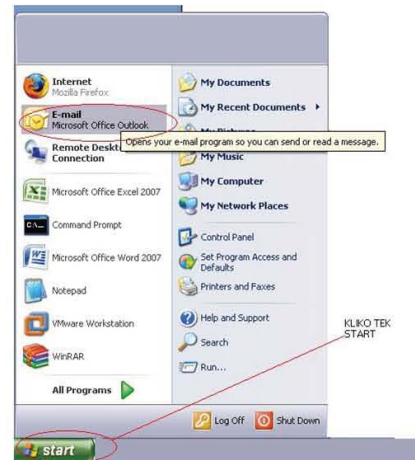 Internet
Mozilla Firefox
E-mail
Microsoft Office Outlook
Remote Deskt
Connection
Microsoft Office Excel 2007
Command Prompt
Microsoft Office Word 2007
Notepad
VMware Workstation
WinRAR
All Programs
My Documents
My Recent Documents
Opens your e-mail program so you can send or read a message.
My Music
My Computer
My Network Places
Control Panel
Set Program Access and
Defaults
Printers and Faxes
Help and Support
Search
Run...
Log Off
Shut Down
start
KLIKO TEK
START